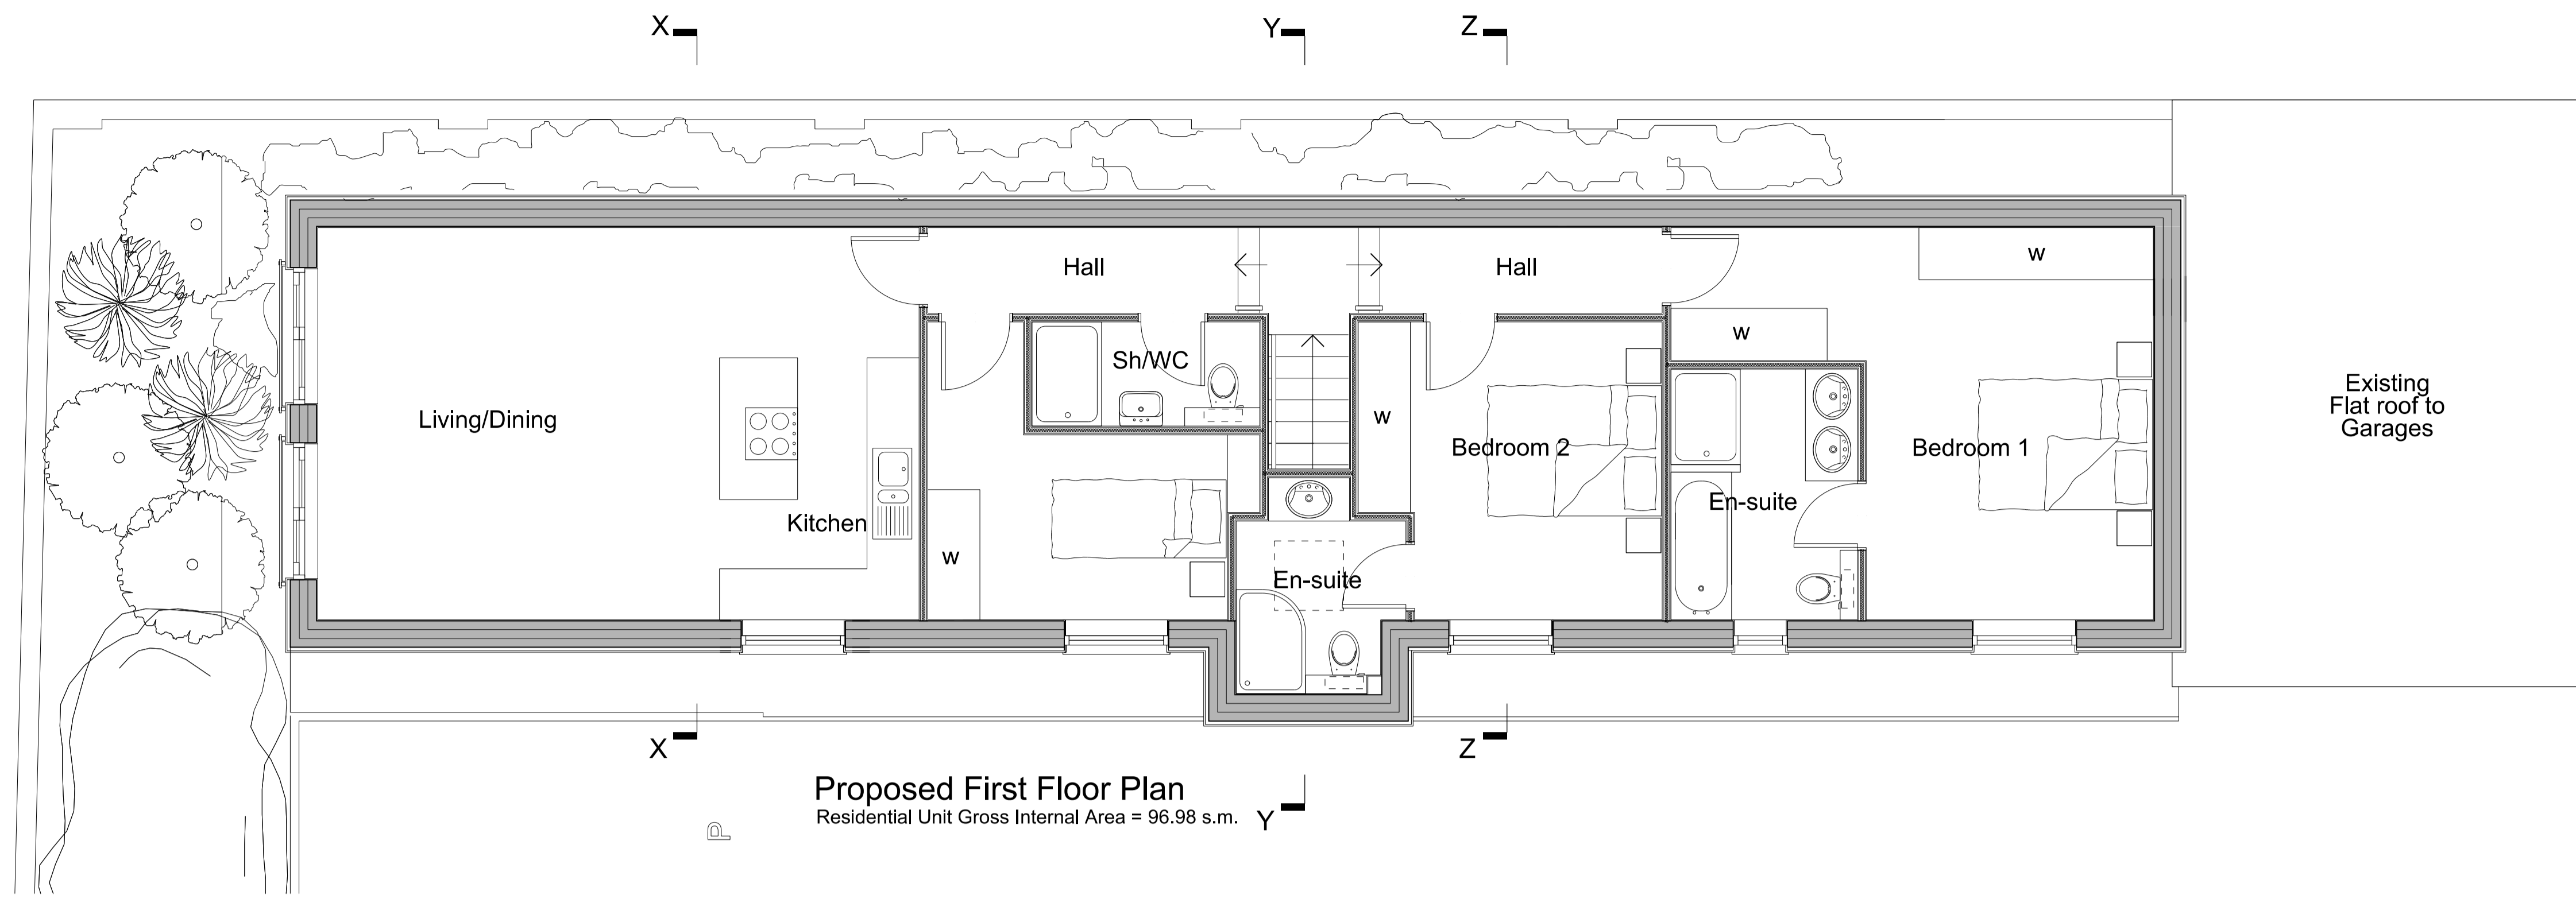 X
Y
Z
Hall
Hall
w
w
Sh/WC
Existing
Flat roof to
Garages
Living/Dining
w
Bedroom 2
Bedroom 1
En-suite
Kitchen
w
En-suite
X
Z
Proposed First Floor Plan
Residential Unit Gross Internal Area = 96.98 s.m.
Y
P